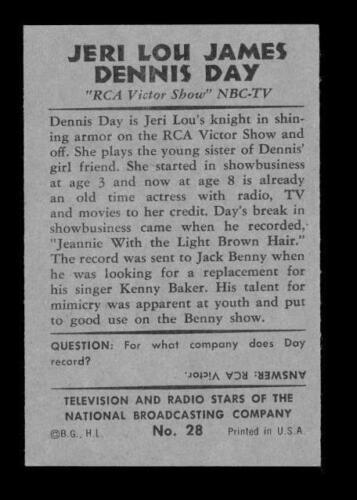 JERI LOU JAMES
DENNIS DAY
"RCA Victor Show" NBC-TV
Dennis Day is Jeri Lou's knight in shin-
ing armor on the RCA Victor Show and
off. She plays the young sister of Dennis'
girl friend. She started in showbusiness
at age 3 and now at age 8 is already
an old time actress with radio, TV
and movies to her credit. Day's break in
showbusiness came when he recorded,
"Jeannie With the Light Brown Hair."
The record was sent to Jack Benny when
he was looking for a replacement for
his singer Kenny Baker. His talent for
mimicry was apparent at youth and put
to good use on the Benny show.
QUESTION: For what company does Day
record?
ANSWER: RCA Victor.
TELEVISION AND RADIO STARS OF THE
NATIONAL BROADCASTING COMPANY
©B.G., H.L. No. 28 Printed in U.S.A.